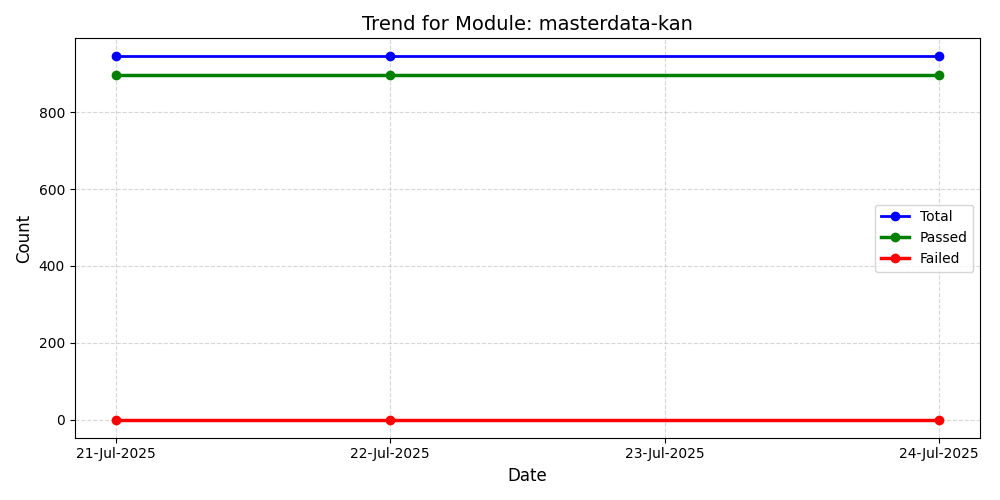 Trend for Module: masterdata-kan
Count
800
600
400
200
0
Total
Passed
Failed
21-Jul-2025
22-Jul-2025
23-Jul-2025
24-Jul-2025
Date